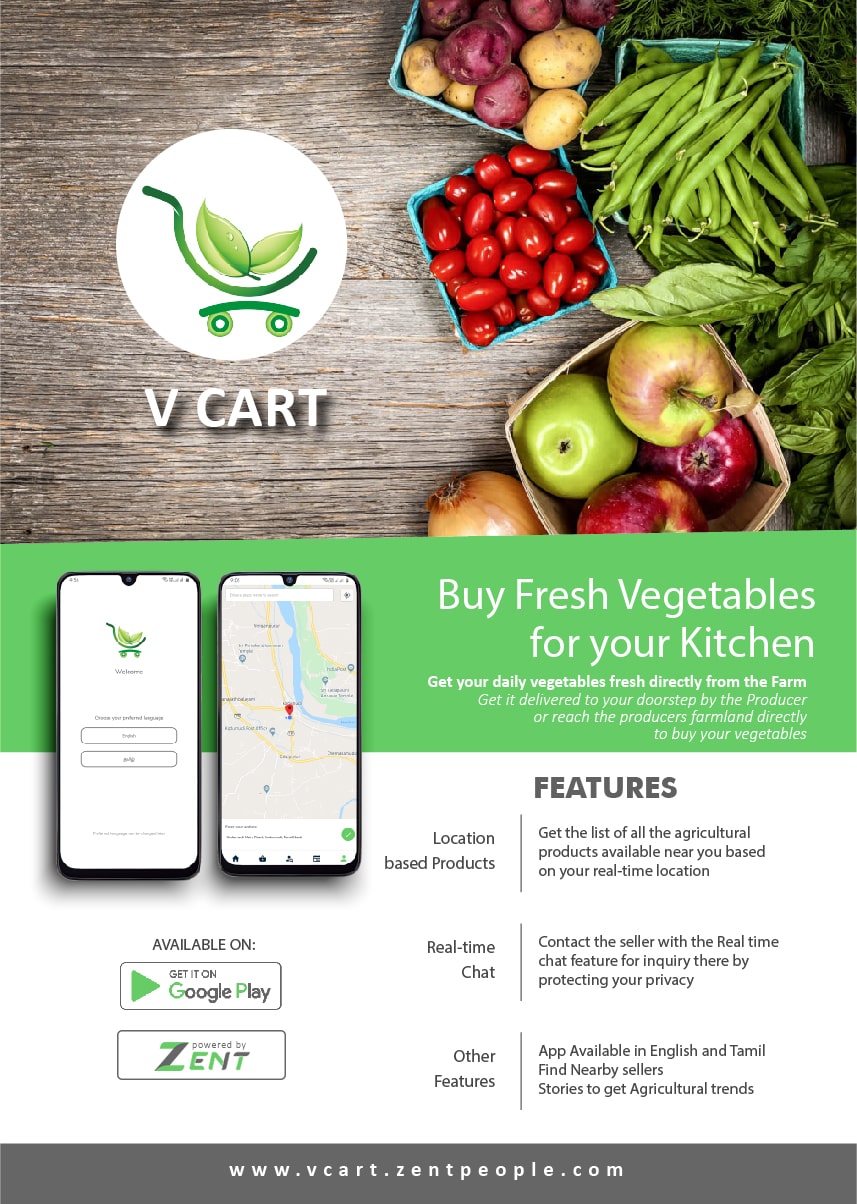 V CART
Buy Fresh Vegetables
for your Kitchen
Get your daily vegetables fresh directly from the Farm
Get it delivered to your doorstep by the Producer
or reach the producers farmland directly
to buy your vegetables
Welcome
Choose your preferred language
English
தமிழ்
FEATURES
Location
based Products
Get the list of all the agricultural
products available near you based
on your real-time location
Real-time
Chat
Contact the seller with the Real time
chat feature for inquiry there by
protecting your privacy
Other
Features
App Available in English and Tamil
Find Nearby sellers
Stories to get Agricultural trends
AVAILABLE ON:
GET IT ON
Google Play
powered by
ZENT
www.vcart.zentpeople.com